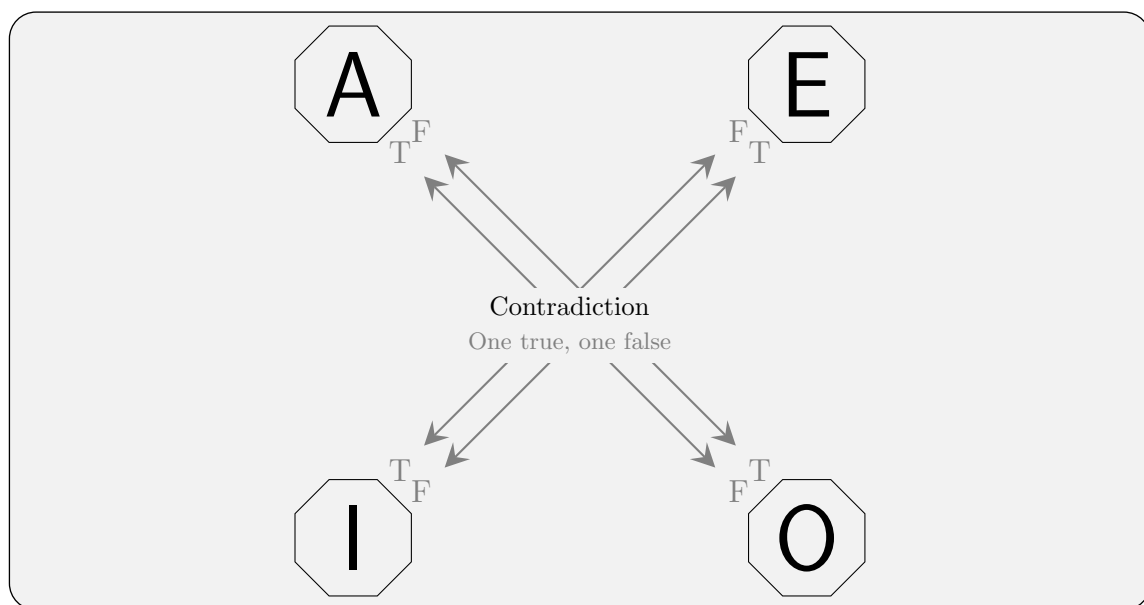 A E
F F
T T
Contradiction
One true, one false
T T
F F
I O